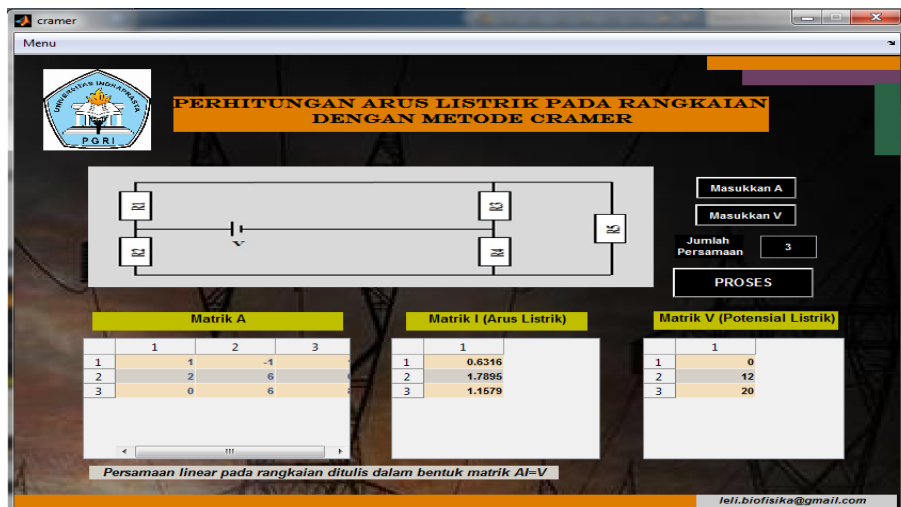 cramer
Menu
UNIVERSITAS INDRAPRASTA
PGRI
PERHITUNGAN ARUS LISTRIK PADA RANGKAIAN
DENGAN METODE CRAMER
R1
R2
V
R3
R4
R5
Masukkan A
Masukkan V
Jumlah
Persamaan
3
PROSES
Matrik A
1 2 3
1 1 -1
2 2 6
3 0 6
Matrik I (Arus Listrik)
1
1 0.6316
2 1.7895
3 1.1579
Matrik V (Potensial Listrik)
1
1 0
2 12
3 20
Persamaan linear pada rangkaian ditulis dalam bentuk matrik AI=V
leli.biofisika@gmail.com